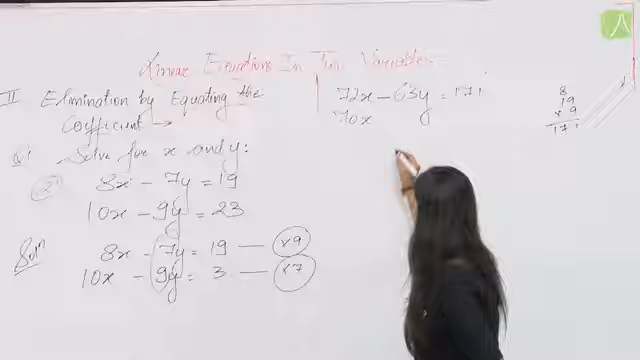 Linear Equations In Two Variables
II Elimination by Equating the
Coefficient →
Q1 Solve for x and y:
(2) 8x - 7y = 19
10x - 9y = 23
Soln 8x - 7y = 19 — ×9
10x - 9y = 3 — ×7
72x - 63y = 171
70x
8
19
×9
171